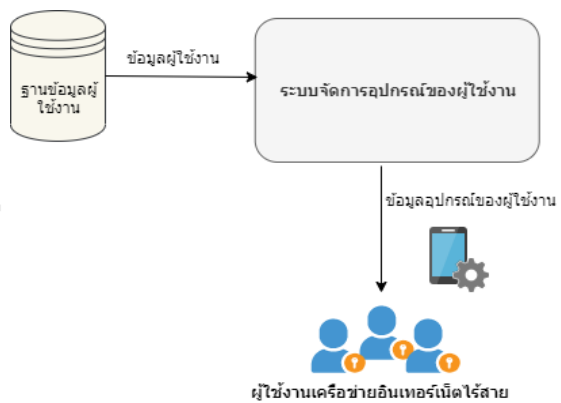 ข้อมูลผู้ใช้งาน
ฐานข้อมูลผู้
ใช้งาน
ระบบจัดการอุปกรณ์ของผู้ใช้งาน
ข้อมูลอุปกรณ์ของผู้ใช้งาน
ผู้ใช้งานเครือข่ายอินเทอร์เน็ตไร้สาย